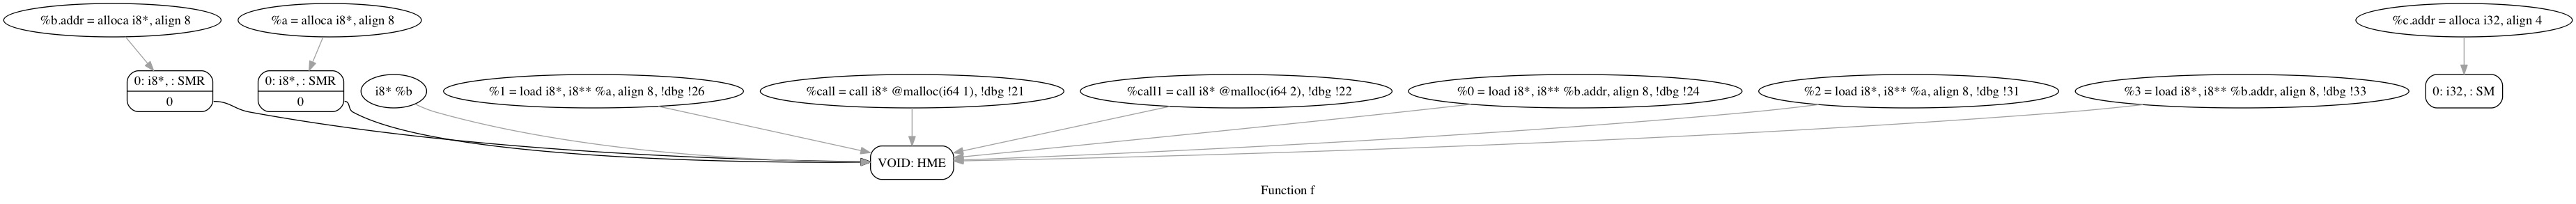 %b.addr = alloca i8*, align 8
%a = alloca i8*, align 8
%c.addr = alloca i32, align 4
0: i8*, : SMR
0
0: i8*, : SMR
0
i8* %b
%1 = load i8*, i8** %a, align 8, !dbg !26
%call = call i8* @malloc(i64 1), !dbg !21
%call1 = call i8* @malloc(i64 2), !dbg !22
%0 = load i8*, i8** %b.addr, align 8, !dbg !24
%2 = load i8*, i8** %a, align 8, !dbg !31
%3 = load i8*, i8** %b.addr, align 8, !dbg !33
0: i32, : SM
VOID: HME
Function f